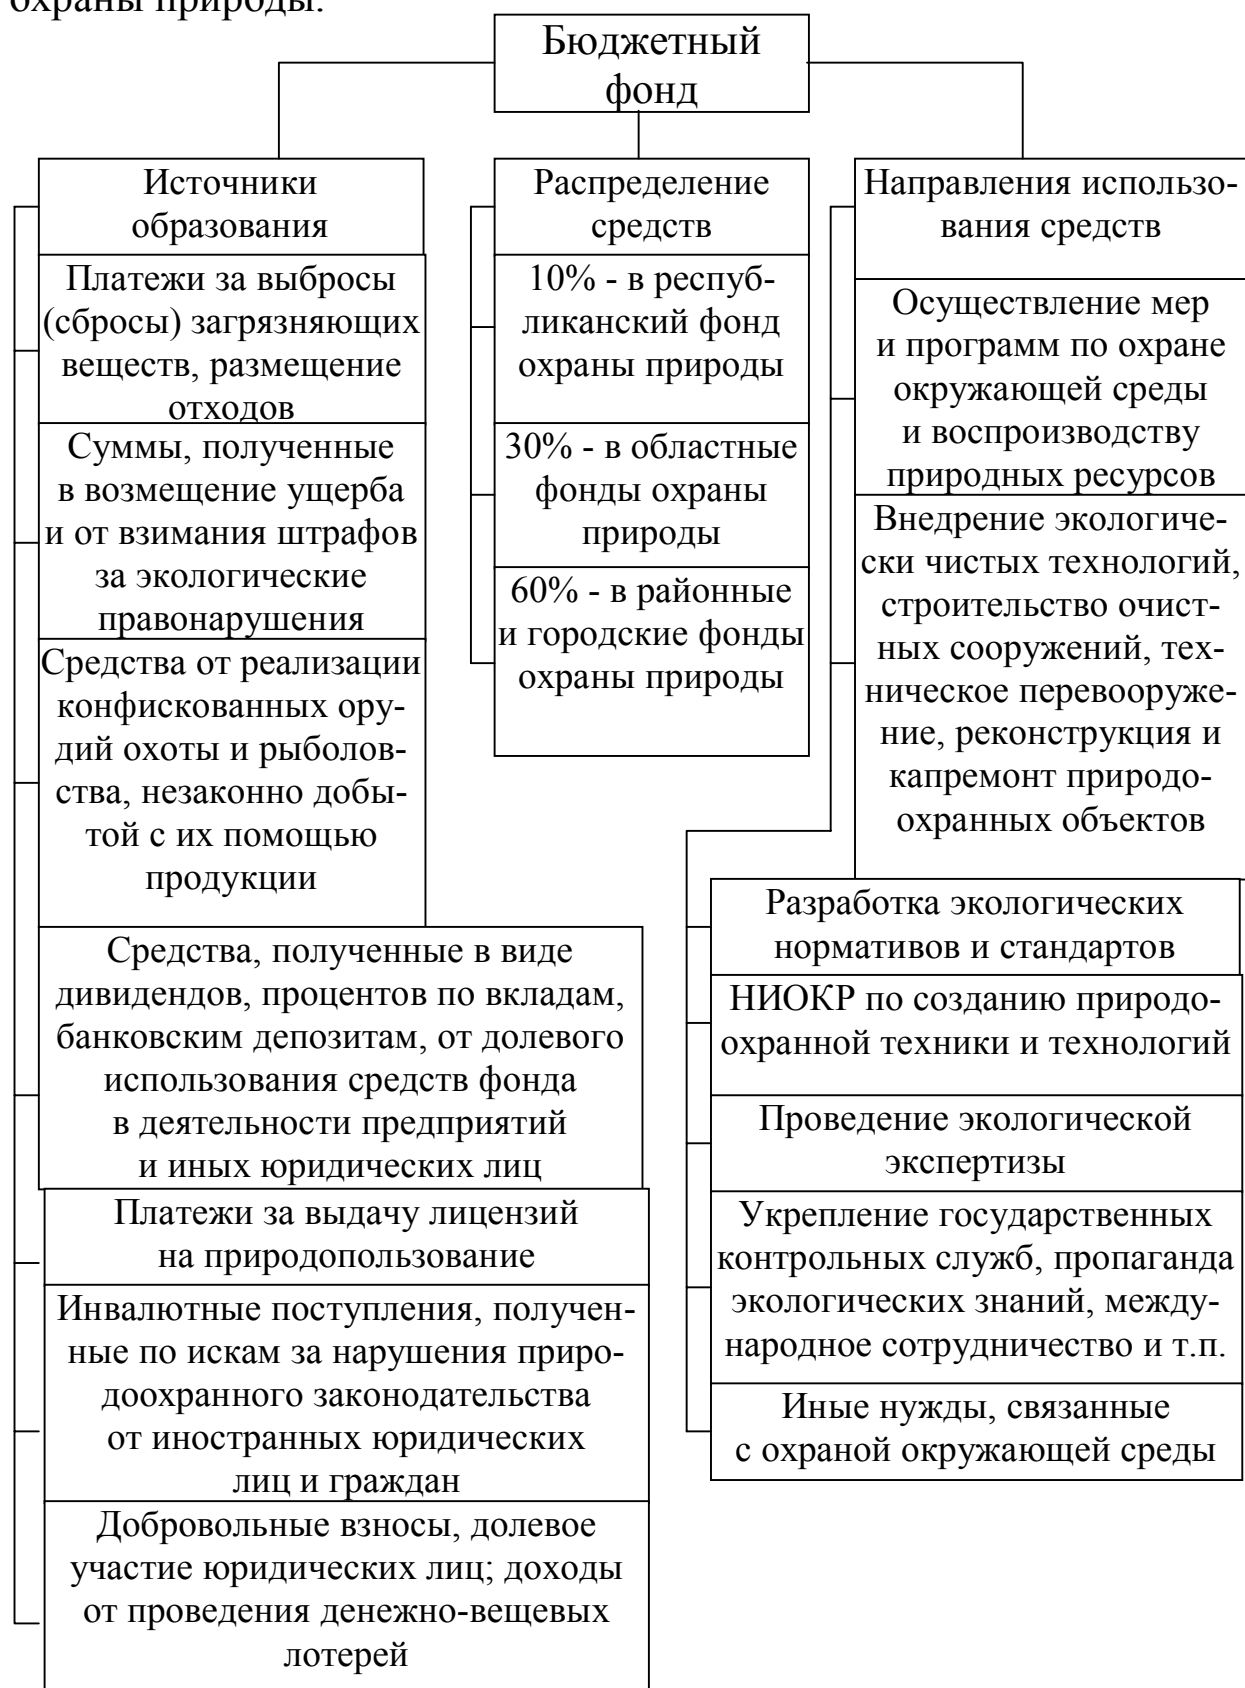 охраны природы.
Бюджетный
фонд
Источники
образования
Платежи за выбросы
(сбросы) загрязняющих
веществ, размещение
отходов
Суммы, полученные
в возмещение ущерба
и от взимания штрафов
за экологические
правонарушения
Средства от реализации
конфискованных ору-
дий охоты и рыболов-
ства, незаконно добы-
той с их помощью
продукции
Средства, полученные в виде
дивидендов, процентов по вкладам,
банковским депозитам, от долевого
использования средств фонда
в деятельности предприятий
и иных юридических лиц
Платежи за выдачу лицензий
на природопользование
Инвалютные поступления, получен-
ные по искам за нарушения приро-
доохранного законодательства
от иностранных юридических
лиц и граждан
Добровольные взносы, долевое
участие юридических лиц; доходы
от проведения денежно-вещевых
лотерей
Распределение
средств
10% - в респуб-
ликанский фонд
охраны природы
30% - в областные
фонды охраны
природы
60% - в районные
и городские фонды
охраны природы
Направления использо-
вания средств
Осуществление мер
и программ по охране
окружающей среды
и воспроизводству
природных ресурсов
Внедрение экологиче-
ски чистых технологий,
строительство очист-
ных сооружений, тех-
ническое перевооруже-
ние, реконструкция и
капремонт природо-
охранных объектов
Разработка экологических
нормативов и стандартов
НИОКР по созданию природо-
охранной техники и технологий
Проведение экологической
экспертизы
Укрепление государственных
контрольных служб, пропаганда
экологических знаний, между-
народное сотрудничество и т.п.
Иные нужды, связанные
с охраной окружающей среды